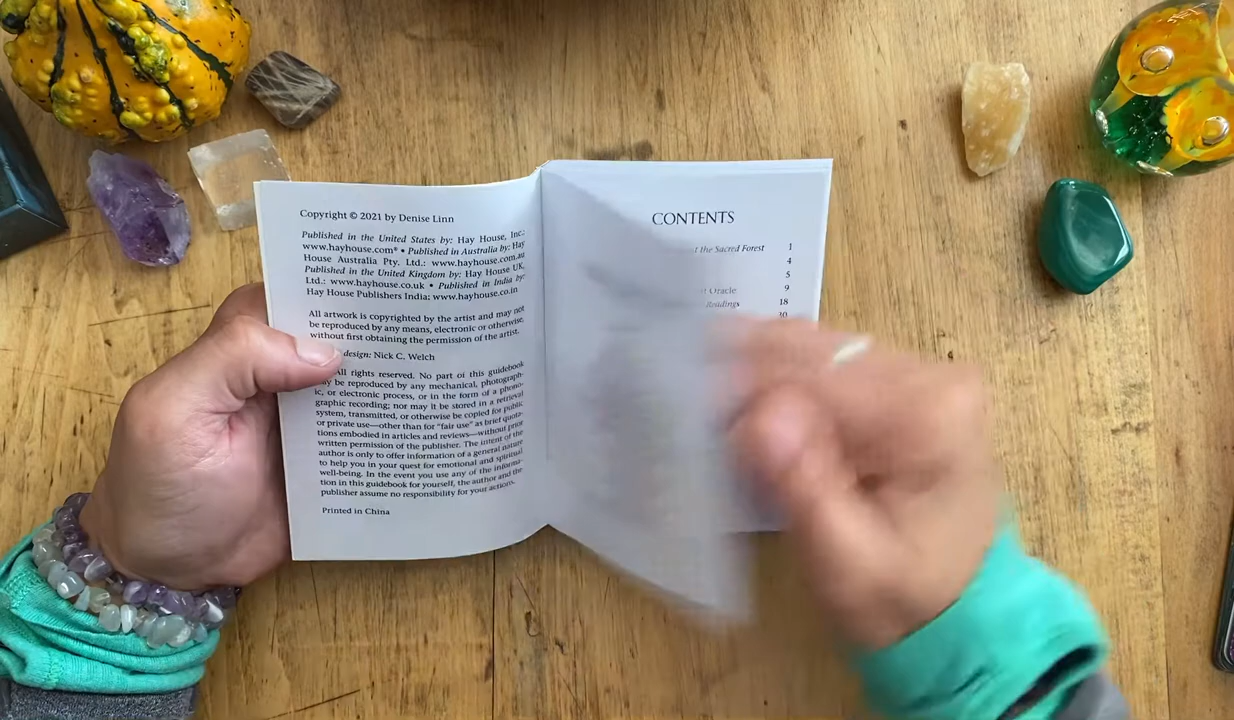 Copyright © 2021 by Denise Linn
Published in the United States by: Hay House, Inc.:
www.hayhouse.com® • Published in Australia by: Hay
House Australia Pty. Ltd.: www.hayhouse.com.au
Published in the United Kingdom by: Hay House UK,
Ltd.: www.hayhouse.co.uk • Published in India by:
Hay House Publishers India: www.hayhouse.co.in
All artwork is copyrighted by the artist and may not
be reproduced by any means, electronic or otherwise,
without first obtaining the permission of the artist.
design: Nick C. Welch
All rights reserved. No part of this guidebook
may be reproduced by any mechanical, photograph-
ic, or electronic process, or in the form of a phono-
graphic recording; nor may it be stored in a retrieval
system, transmitted, or otherwise be copied for public
or private use—other than for "fair use" as brief quota-
tions embodied in articles and reviews—without prior
written permission of the publisher. The intent of the
author is only to offer information of a general nature
to help you in your quest for emotional and spiritual
well-being. In the event you use any of the informa-
tion in this guidebook for yourself, the author and the
publisher assume no responsibility for your actions.
Printed in China
CONTENTS
the Sacred Forest 1
4
5
Oracle 9
Readings 18